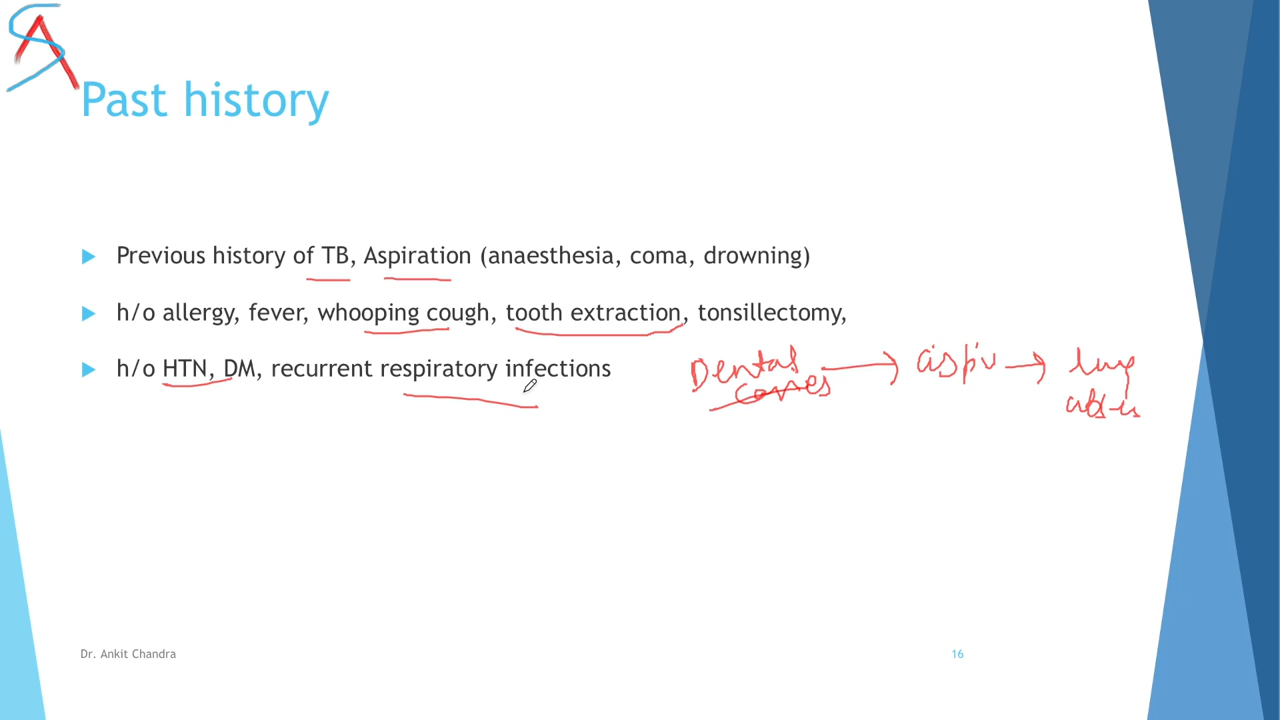 Past history
Previous history of TB, Aspiration (anaesthesia, coma, drowning)
h/o allergy, fever, whooping cough, tooth extraction, tonsillectomy,
h/o HTN, DM, recurrent respiratory infections
Dental
Caries
Dr. Ankit Chandra
16